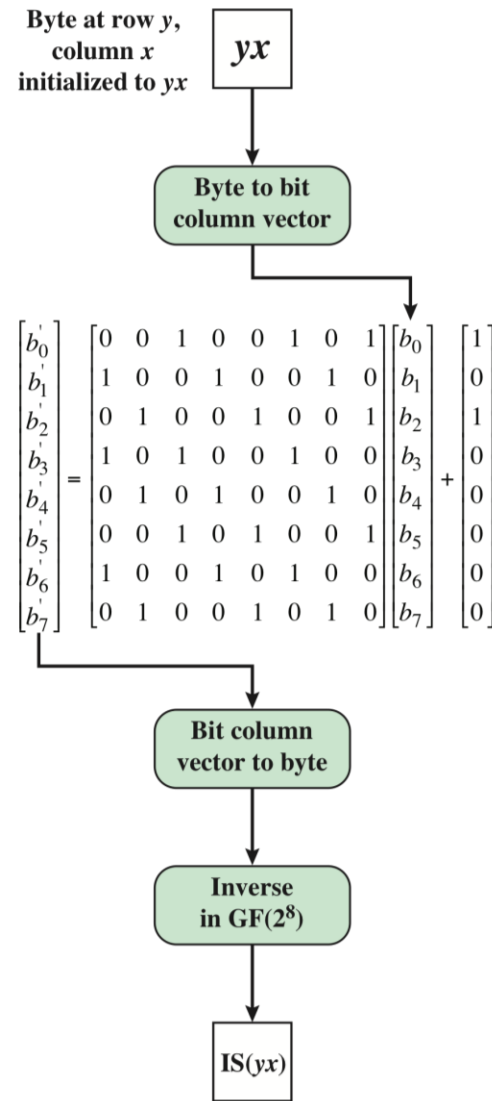 Byte at row y,
column x
initialized to yx
yx
Byte to bit
column vector
[b'0] [0 0 1 0 0 1 0 1] [b0] [1]
[b'1] [1 0 0 1 0 0 1 0] [b1] [0]
[b'2] [0 1 0 0 1 0 0 1] [b2] [1]
[b'3] [1 0 1 0 0 1 0 0] [b3] [0]
[b'4] = [0 1 0 1 0 0 1 0] [b4] + [0]
[b'5] [0 0 1 0 1 0 0 1] [b5] [0]
[b'6] [1 0 0 1 0 1 0 0] [b6] [0]
[b'7] [0 1 0 0 1 0 1 0] [b7] [0]
Bit column
vector to byte
Inverse
in GF(2⁸)
IS(yx)